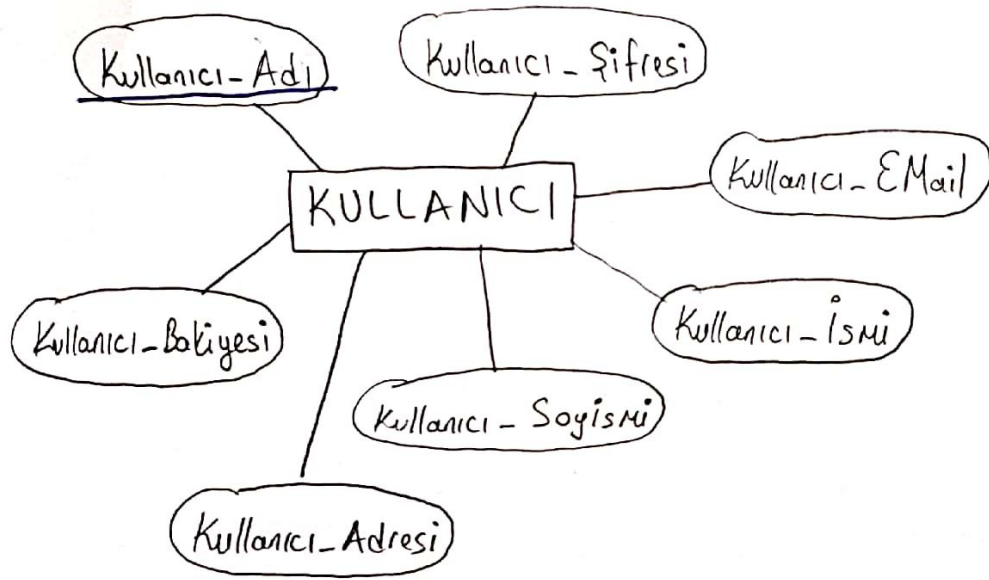 Kullanıcı_Adı
Kullanıcı_Şifresi
Kullanıcı_EMail
KULLANICI
Kullanıcı_Bakiyesi
Kullanıcı_İsmi
Kullanıcı_Soyismi
Kullanıcı_Adresi